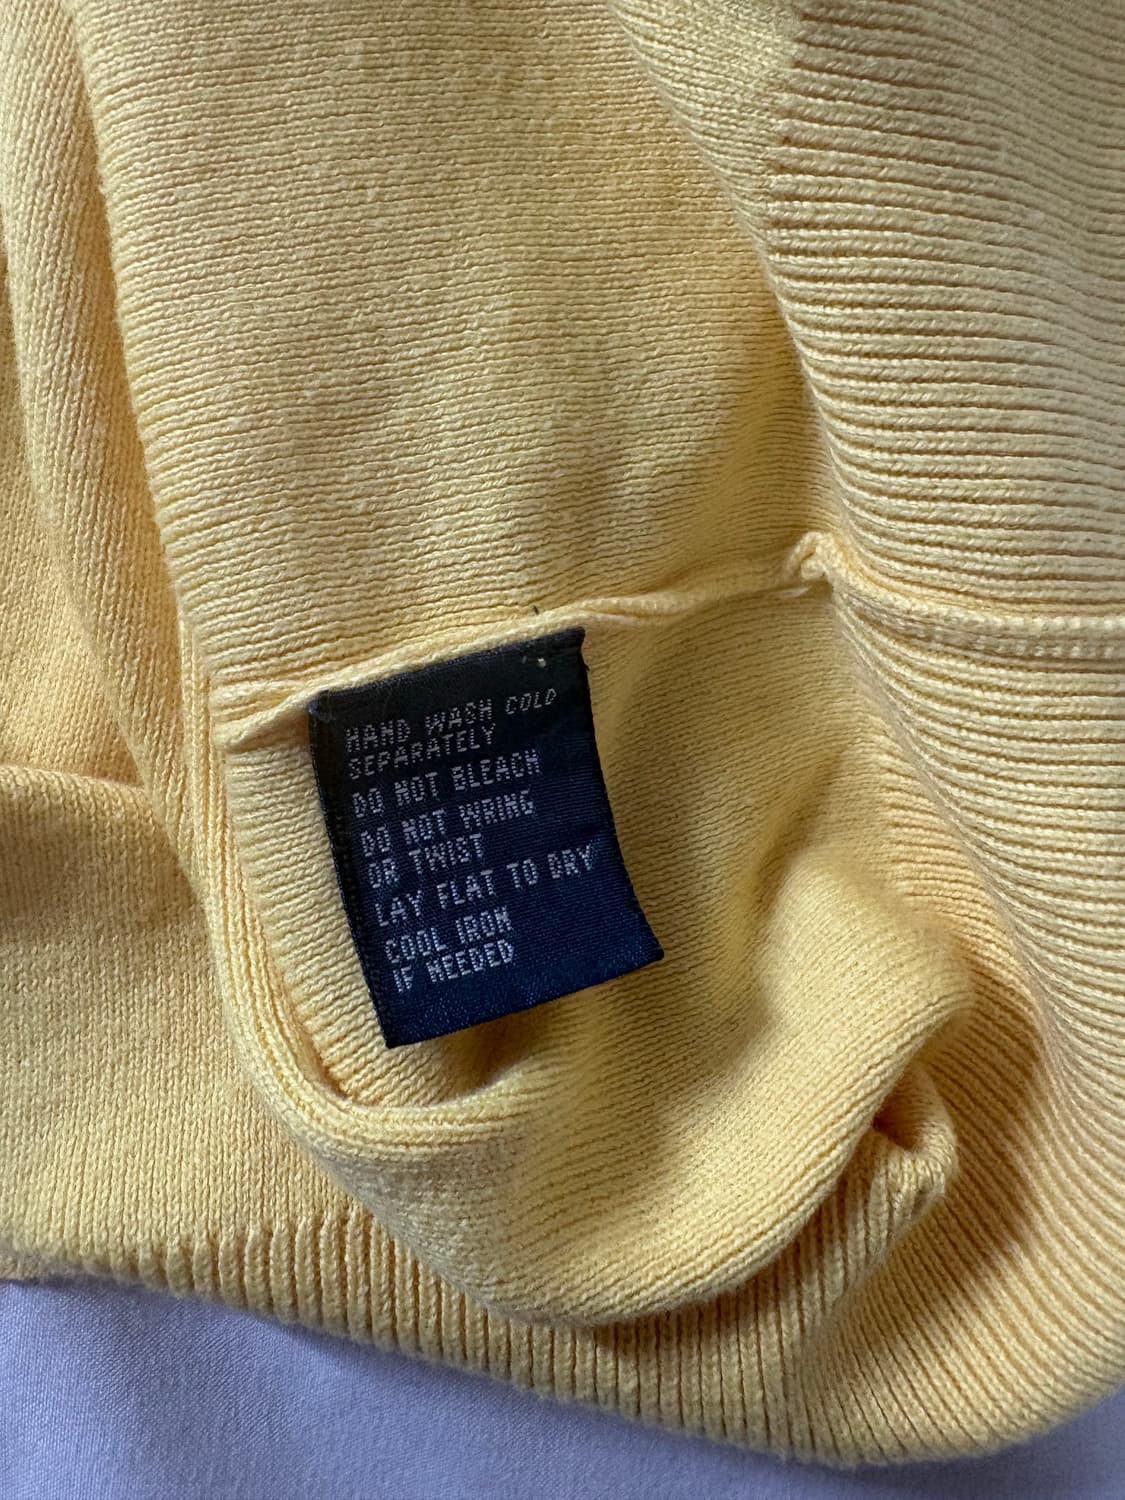 HAND WASH COLD
SEPARATELY
DO NOT BLEACH
DO NOT WRING
OR TWIST
LAY FLAT TO DRY
COOL IRON
IF NEEDED